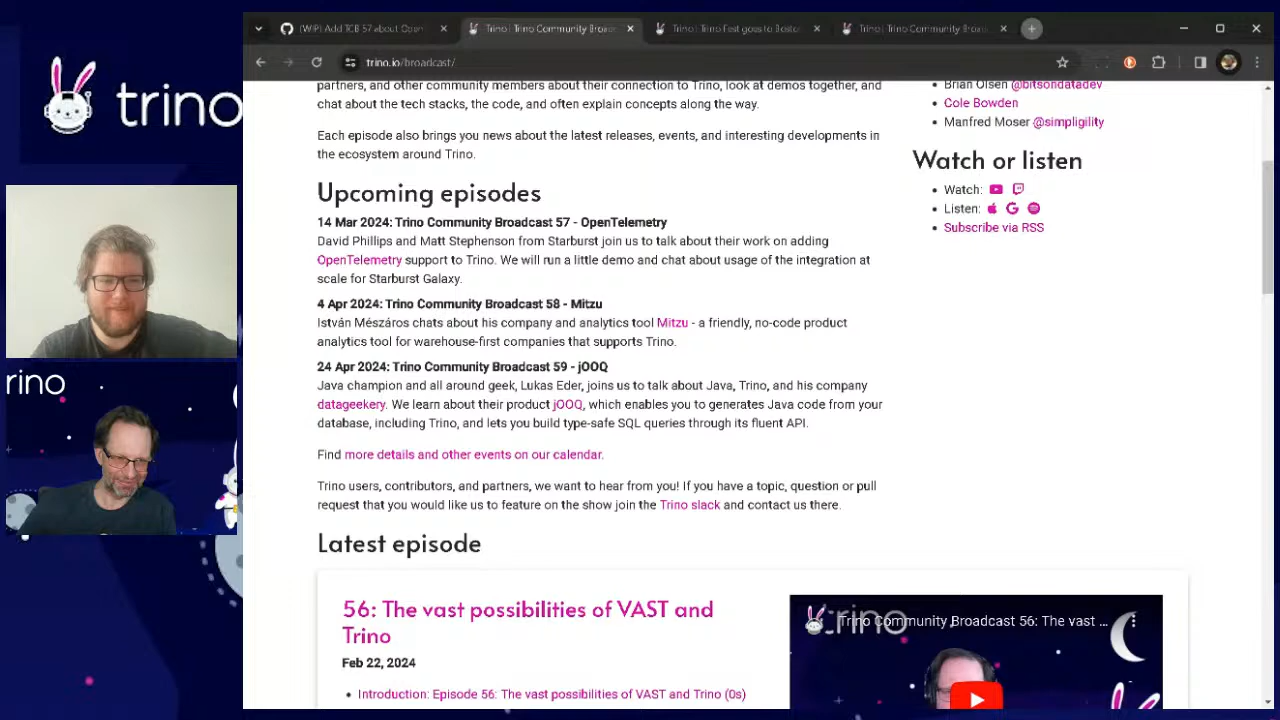 trino
rino
(WIP) Add TCB 57 about Open
Trino | Trino Community Broa
Trino | Trino Fest goes to Bosto
Trino | Trino Community Broa
trino.io/broadcast/
partners, and other community members about their connection to Trino, look at demos together, and
chat about the tech stacks, the code, and often explain concepts along the way.
Each episode also brings you news about the latest releases, events, and interesting developments in
the ecosystem around Trino.
Upcoming episodes
14 Mar 2024: Trino Community Broadcast 57 - OpenTelemetry
David Phillips and Matt Stephenson from Starburst join us to talk about their work on adding
OpenTelemetry support to Trino. We will run a little demo and chat about usage of the integration at
scale for Starburst Galaxy.
4 Apr 2024: Trino Community Broadcast 58 - Mitzu
István Mészáros chats about his company and analytics tool Mitzu - a friendly, no-code product
analytics tool for warehouse-first companies that supports Trino.
24 Apr 2024: Trino Community Broadcast 59 - jOOQ
Java champion and all around geek, Lukas Eder, joins us to talk about Java, Trino, and his company
datageekery. We learn about their product jOOQ, which enables you to generates Java code from your
database, including Trino, and lets you build type-safe SQL queries through its fluent API.
Find more details and other events on our calendar.
Trino users, contributors, and partners, we want to hear from you! If you have a topic, question or pull
request that you would like us to feature on the show join the Trino slack and contact us there.
Latest episode
56: The vast possibilities of VAST and
Trino
Feb 22, 2024
Introduction: Episode 56: The vast possibilities of VAST and Trino (0s)
Brian Olsen @bitsondatadev
Cole Bowden
Manfred Moser @simpligility
Watch or listen
Watch:
Listen:
Subscribe via RSS
trino
Trino Community Broadcast 56: The vast ...